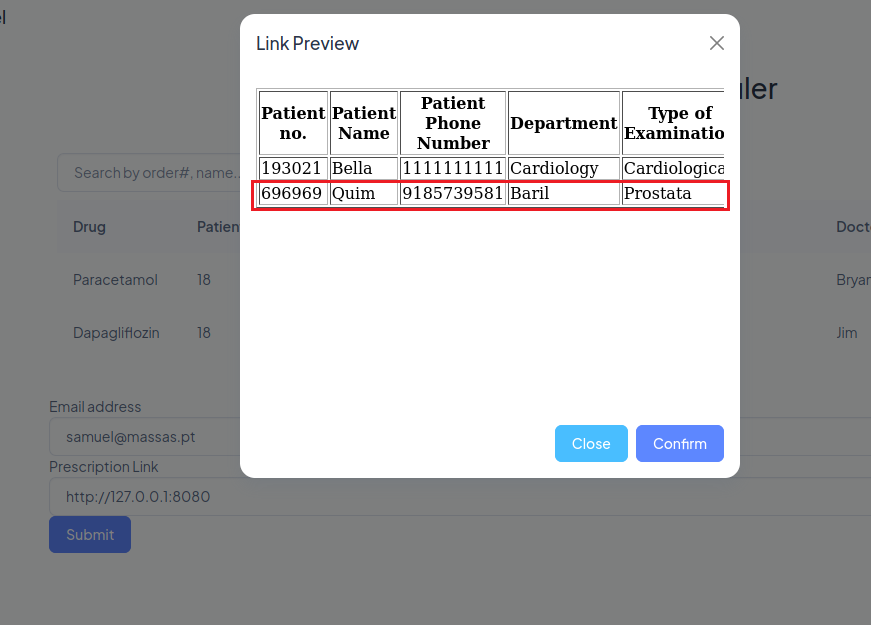 el
Link Preview
uler
Patient no.
Patient Name
Patient Phone Number
Department
Type of Examinatio
193021 Bella 1111111111 Cardiology Cardiologica
696969 Quim 9185739581 Baril Prostata
Search by order#, name..
Drug Patien Doct
Paracetamol 18 Bryan
Dapagliflozin 18 Jim
Email address
samuel@massas.pt
Prescription Link
http://127.0.0.1:8080
Submit
Close
Confirm